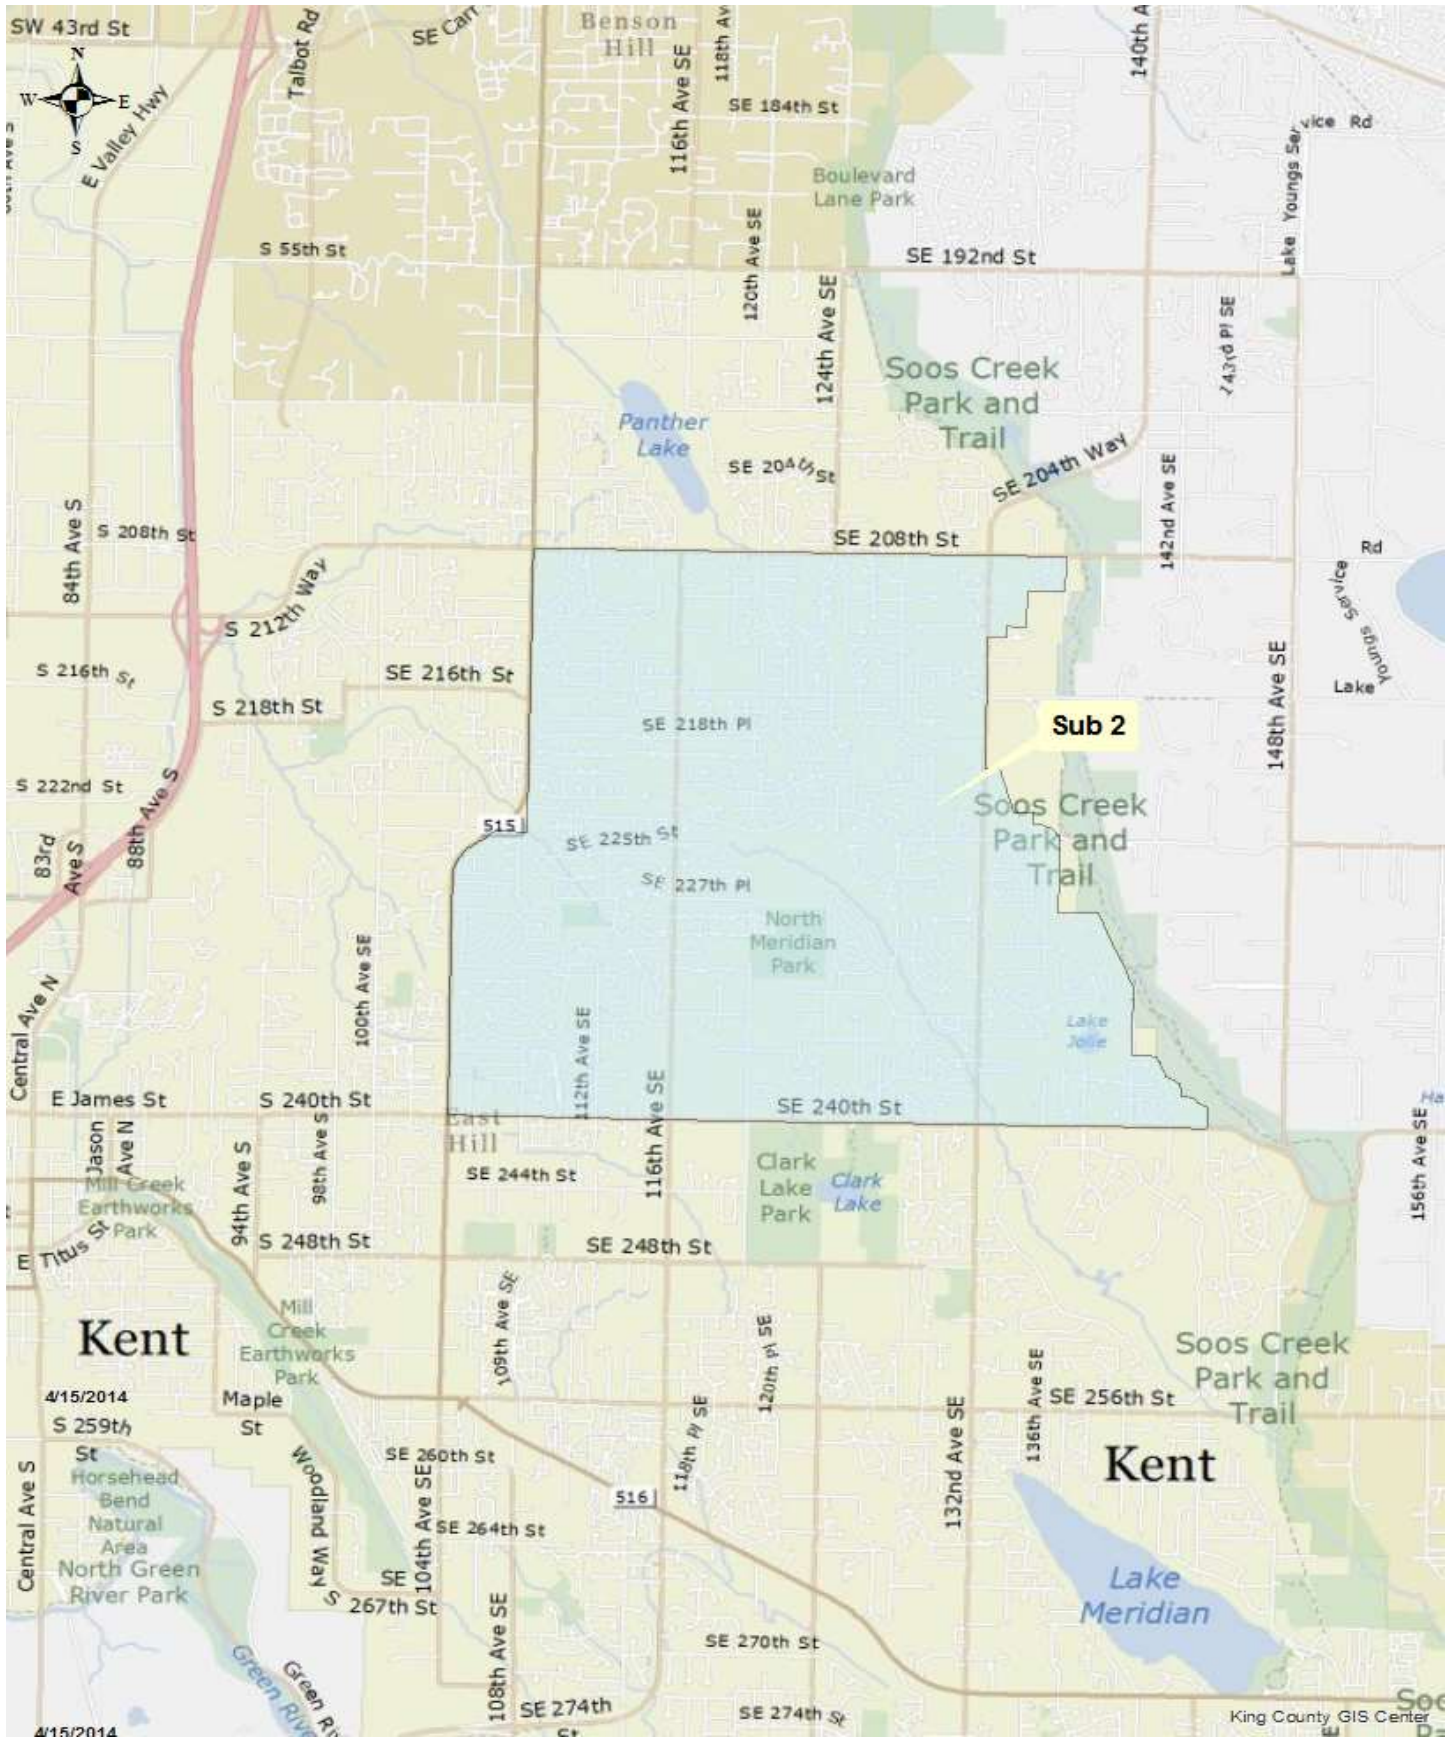 SW 43rd St
N
W
E
S
E Valley Hwy
Talbot Rd
SE Carr
Benson
Hill
116th Ave SE
118th Av
SE 184th St
140th A
Lake Youngs Service Rd
Boulevard
Lane Park
S 55th St
120th Ave SE
SE 192nd St
124th Ave SE
143rd Pl SE
Soos Creek
Park and
Trail
Panther
Lake
SE 204th St
SE 204th Way
142nd Ave SE
84th Ave S
S 208th St
SE 208th St
Rd
Youngs Service
Lake
S 212th Way
S 216th St
SE 216th St
S 218th St
SE 218th Pl
Sub 2
148th Ave SE
S 222nd St
88th Ave S
83rd
Ave S
515
SE 225th St
SE 227th Pl
Soos Creek
Park and
Trail
North
Meridian
Park
Central Ave N
100th Ave SE
112th Ave SE
Lake
Jolie
E James St
S 240th St
SE 240th St
Ha
Jason
Ave N
98th Ave S
East
Hill
116th Ave SE
SE 244th St
94th Ave S
Clark
Lake
Park
Clark
Lake
156th Ave SE
Mill Creek
Earthworks
Park
E Titus St
S 248th St
SE 248th St
Kent
Mill
Creek
Earthworks
Park
109th Ave SE
120th Pl SE
Soos Creek
Park and
Trail
136th Ave SE
4/15/2014
Maple
St
SE 256th St
S 259th
St
118th Pl SE
132nd Ave SE
Kent
Central Ave S
Horsehead
Bend
Natural
Area
North Green
River Park
Woodland Way S
SE 260th St
104th Ave SE
516
SE 264th St
SE
267th St
Lake
Meridian
108th Ave SE
SE 270th St
Green River
Green Riv
SE 274th
St
SE 274th St
Soo
King County GIS Center
SE
Pa
4/15/2014